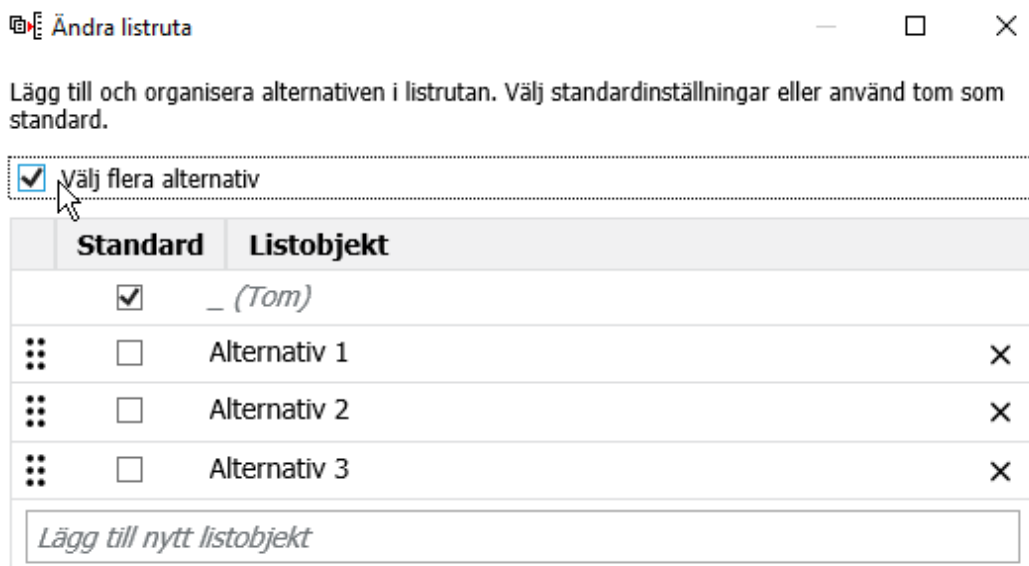 Ändra listruta
Lägg till och organisera alternativen i listrutan. Välj standardinställningar eller använd tom som
standard.
Välj flera alternativ
Standard Listobjekt
_ (Tom)
Alternativ 1
Alternativ 2
Alternativ 3
Lägg till nytt listobjekt